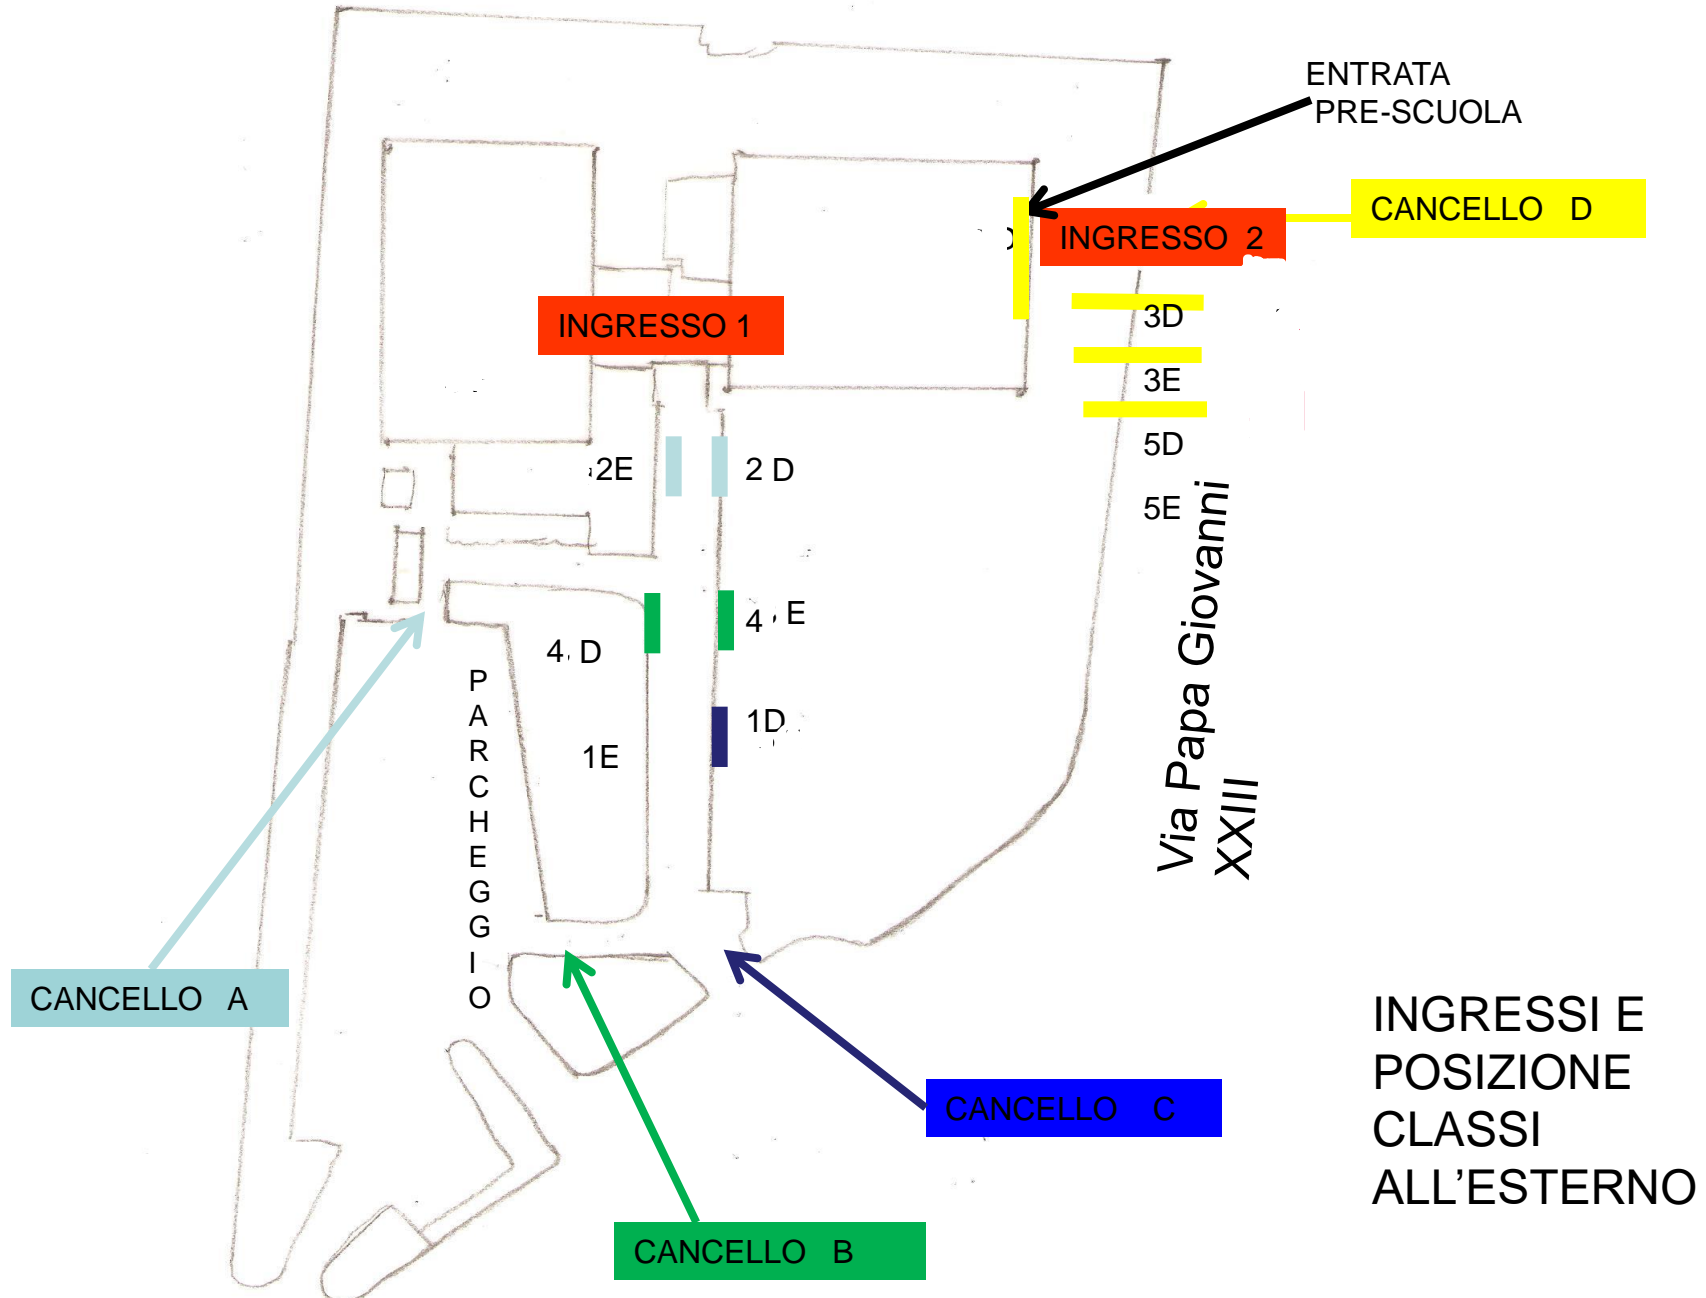 ENTRATA
PRE-SCUOLA
CANCELLO D
INGRESSO 2
INGRESSO 1
3D
3E
5D
5E
2E
2 D
4 E
4 D
1D
1E
PARCHEGGIO
Via Papa Giovanni
XXIII
CANCELLO A
CANCELLO C
CANCELLO B
INGRESSI E
POSIZIONE
CLASSI
ALL’ESTERNO